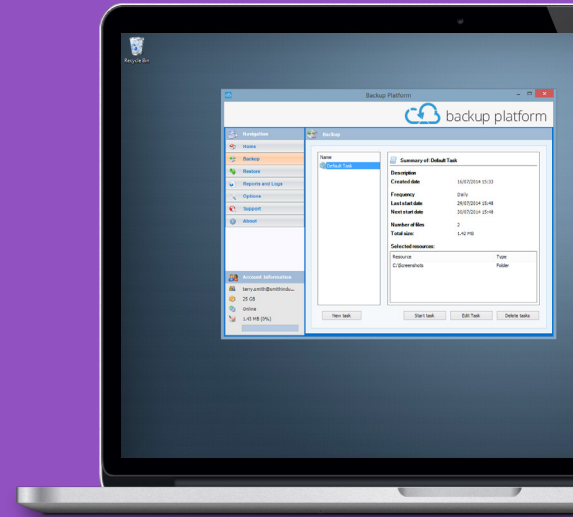 Recycle Bin
Backup Platform
backup platform
Navigation
Home
Backup
Restore
Reports and Logs
Options
Support
About
Account Information
terry.smith@smithindu...
25 GB
Online
1.43 MB (0%)
Backup
Name
Default Task
New task
Summary of: Default Task
Description
Created date 16/07/2014 15:33
Frequency Daily
Last start date 29/07/2014 15:48
Next start date 30/07/2014 15:48
Number of files 2
Total size: 1.42 MB
Selected resources:
Resource Type
C:\Screenshots Folder
Start task Edit Task Delete tasks